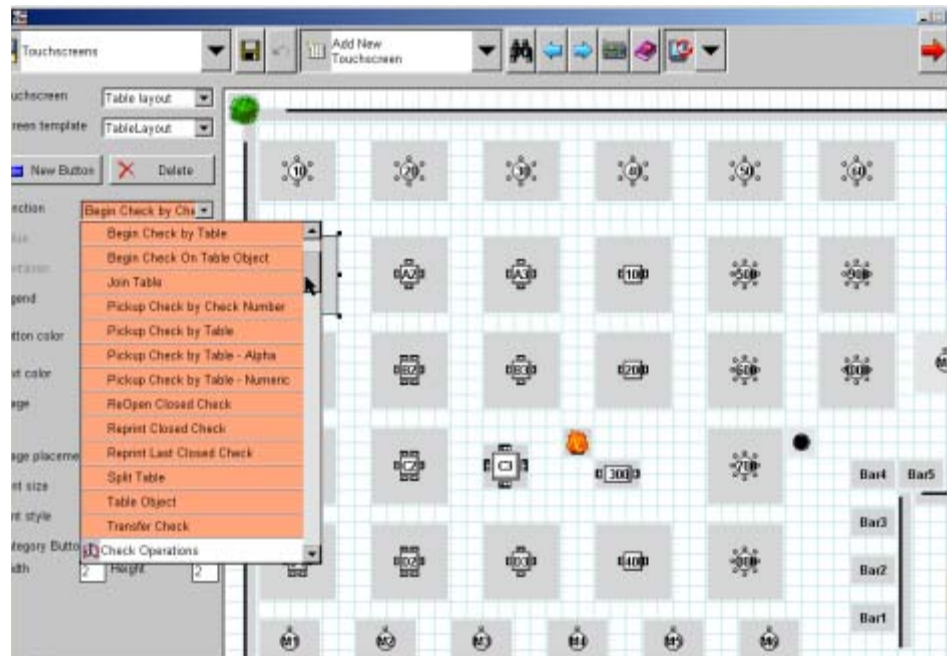 Touchscreens
Add New
Touchscreen
uchscreen Table layout
reen template TableLayout
New Button Delete
nction Begin Check by Che
Begin Check by Table
Begin Check On Table Object
Join Table
Pickup Check by Check Number
Pickup Check by Table
Pickup Check by Table - Alpha
Pickup Check by Table - Numeric
ReOpen Closed Check
Reprint Closed Check
Reprint Last Closed Check
Split Table
Table Object
Transfer Check
Check Operations
gend
tton color
xt color
age
age placeme
nt size
nt style
tegory Butto
dth 2 Height 2
10 20 30 40 50 60
A2 A3 100 500 900
B2 B3 200 600 1000
C2 C3 300 700
Bar4 Bar5
Bar3
D2 D3 400
Bar2
Bar1
M1 M2 M3 M4 M5 M6